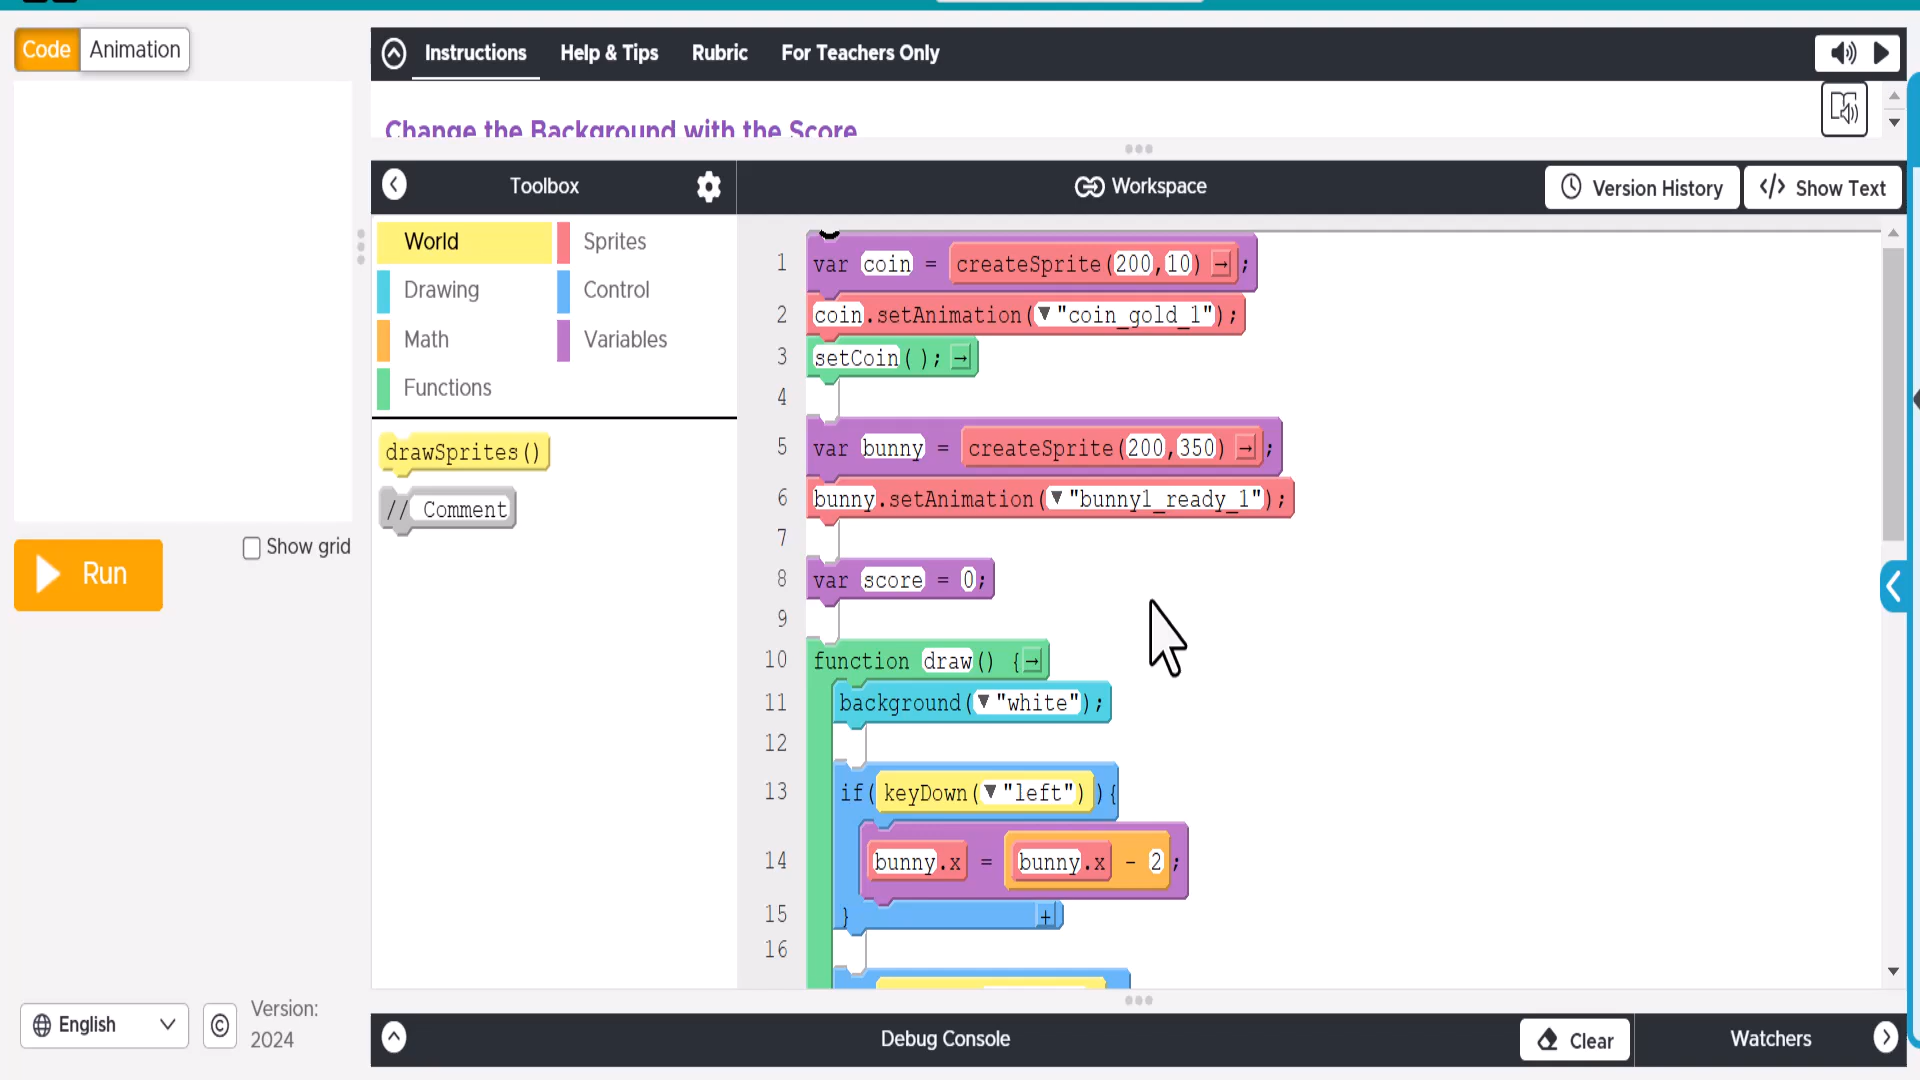 Code Animation
Instructions Help & Tips Rubric For Teachers Only
Change the Background with the Score
Toolbox
Workspace
Version History
</> Show Text
World
Sprites
Drawing
Control
Math
Variables
Functions
drawSprites()
// Comment
Show grid
Run
1 var coin = createSprite(200,10) → ;
2 coin.setAnimation(▼"coin_gold_1");
3 setCoin(); →
4
5 var bunny = createSprite(200,350) → ;
6 bunny.setAnimation(▼"bunny1_ready_1");
7
8 var score = 0;
9
10 function draw() { →
11 background(▼"white");
12
13 if( keyDown(▼"left") ){
14 bunny.x = bunny.x - 2 ;
15 } +
16
English
©
Version:
2024
Debug Console
Clear
Watchers